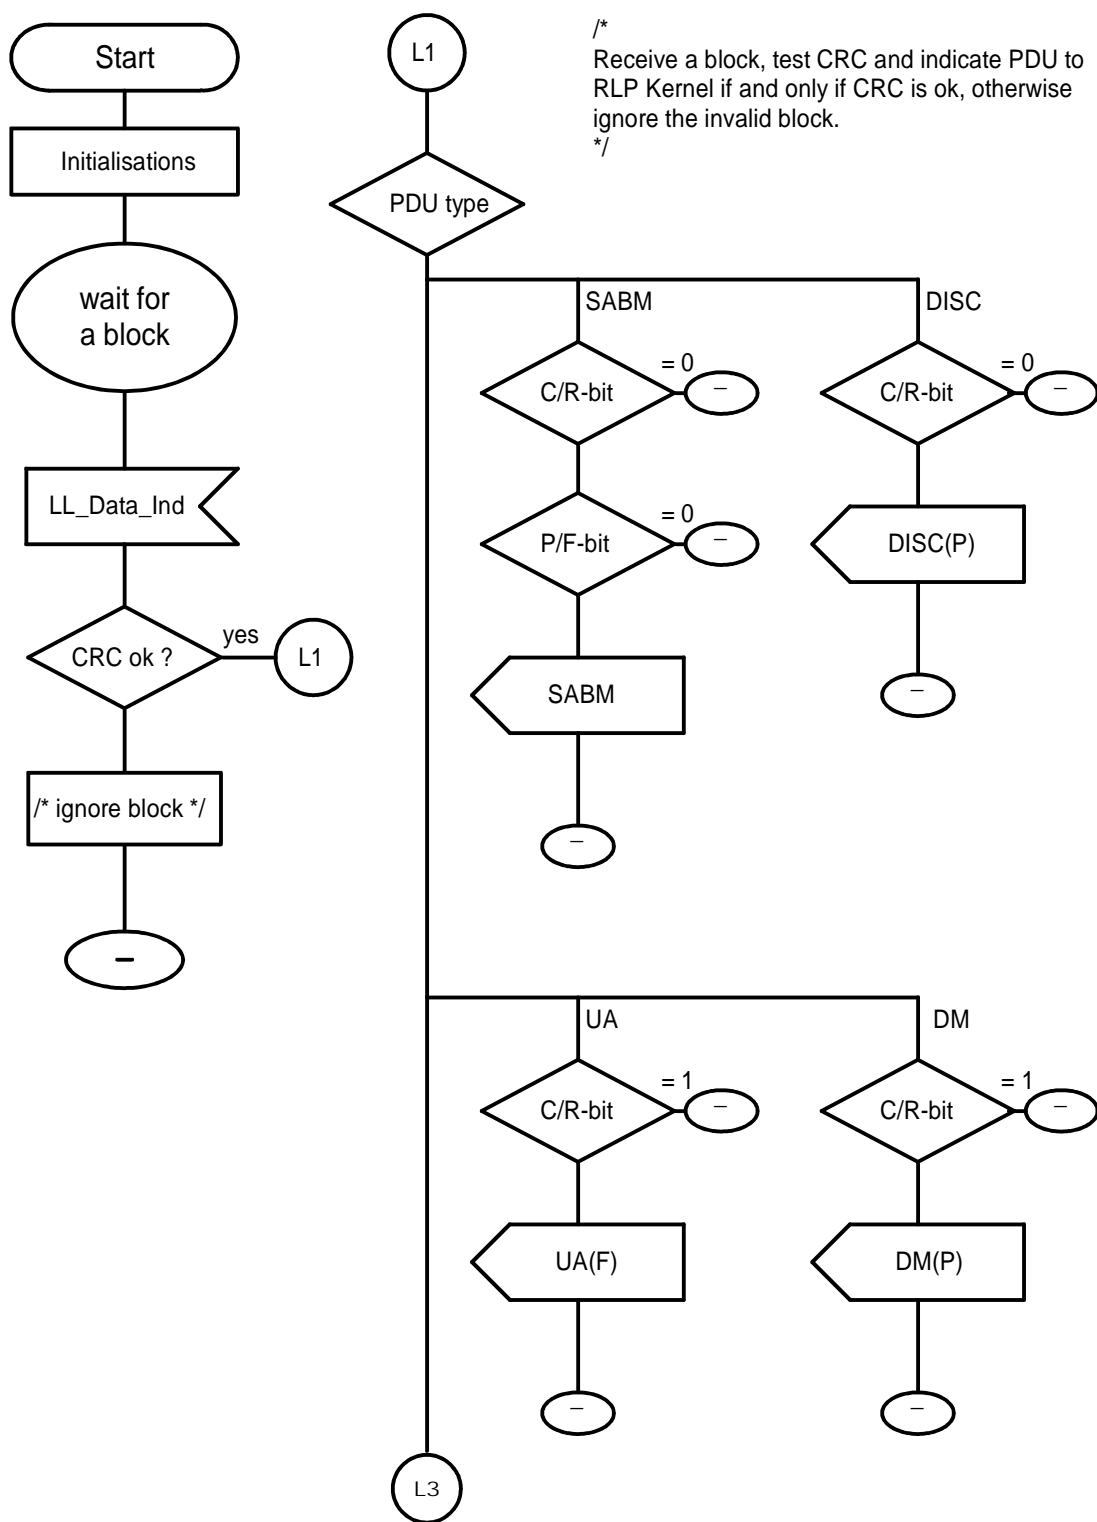 Start
Initialisations
wait for
a block
LL_Data_Ind
CRC ok ?
yes
L1
/* ignore block */
–
L1
/*
Receive a block, test CRC and indicate PDU to
RLP Kernel if and only if CRC is ok, otherwise
ignore the invalid block.
*/
PDU type
SABM
C/R-bit
= 0
–
P/F-bit
= 0
–
SABM
–
DISC
C/R-bit
= 0
–
DISC(P)
–
UA
C/R-bit
= 1
–
UA(F)
–
DM
C/R-bit
= 1
–
DM(P)
–
L3